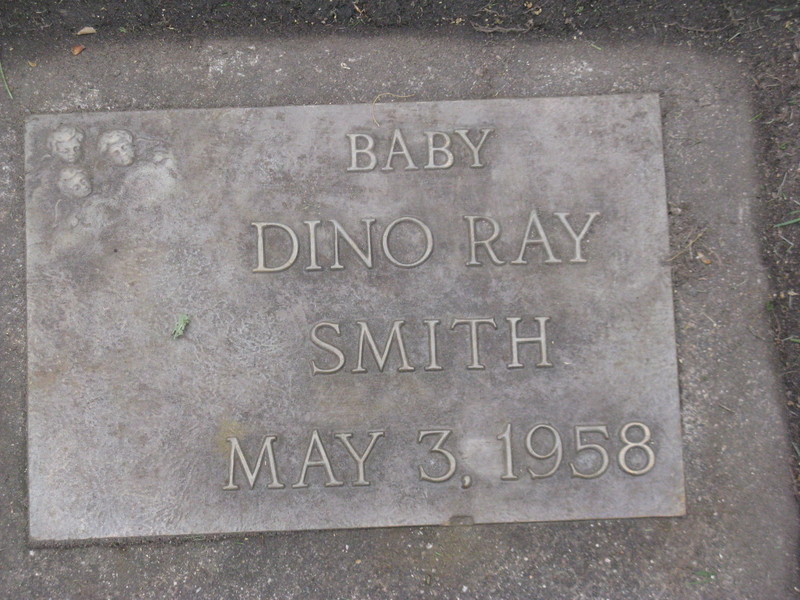 BABY
DINO RAY
SMITH
MAY 3, 1958